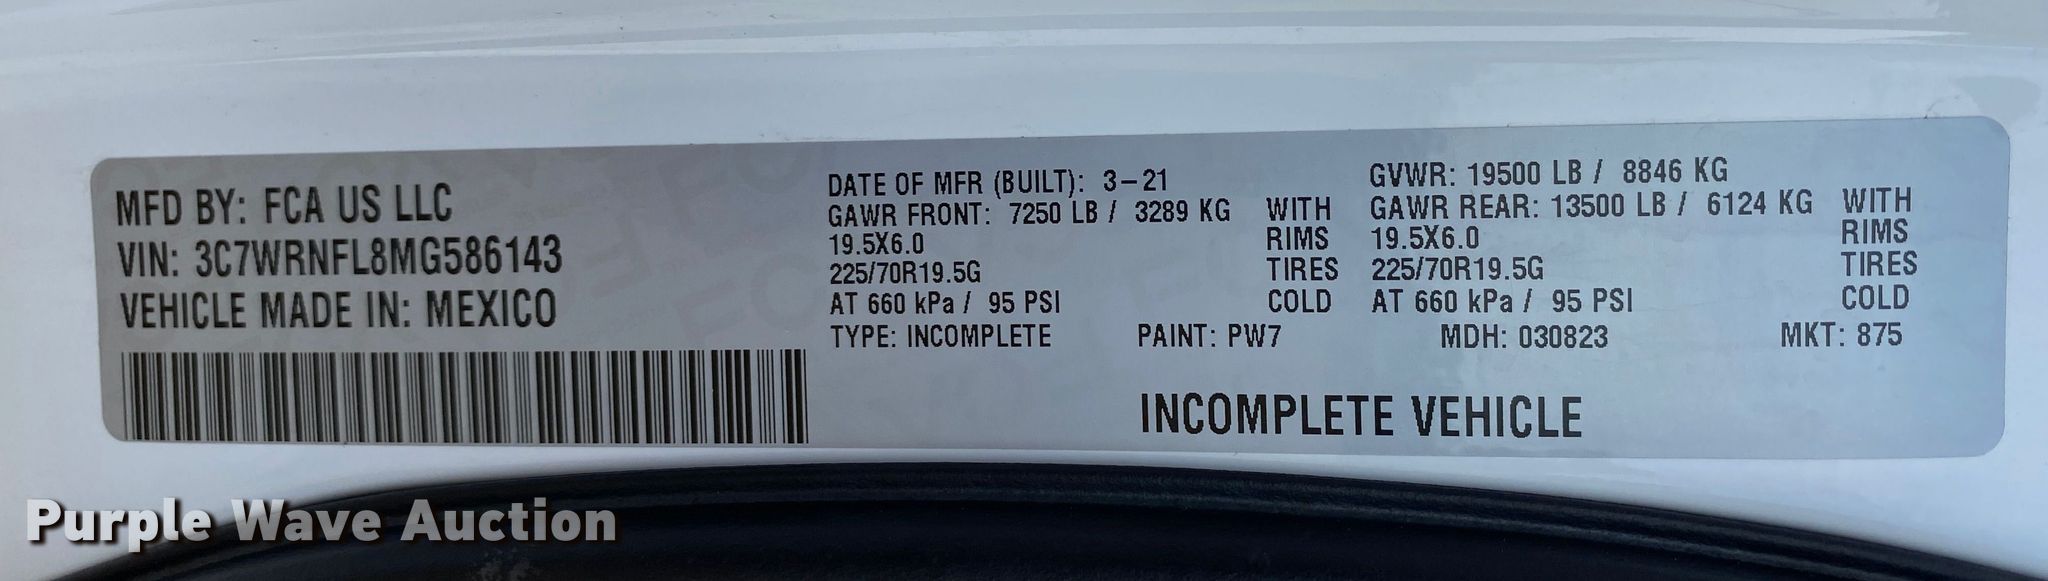 MFD BY: FCA US LLC
VIN: 3C7WRNFL8MG586143
VEHICLE MADE IN: MEXICO
DATE OF MFR (BUILT): 3-21
GAWR FRONT: 7250 LB / 3289 KG WITH
19.5X6.0 RIMS
225/70R19.5G TIRES
AT 660 kPa / 95 PSI COLD
GVWR: 19500 LB / 8846 KG
GAWR REAR: 13500 LB / 6124 KG WITH
19.5X6.0 RIMS
225/70R19.5G TIRES
AT 660 kPa / 95 PSI COLD
TYPE: INCOMPLETE PAINT: PW7 MDH: 030823 MKT: 875
INCOMPLETE VEHICLE
Purple Wave Auction